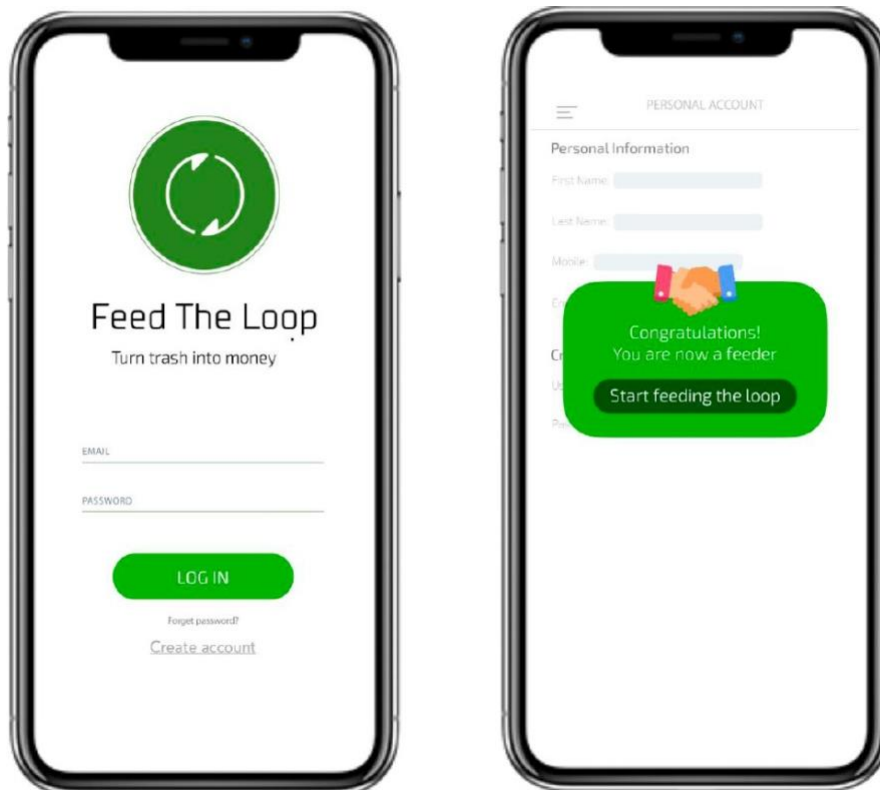 Feed The Loop
Turn trash into money
EMAIL
PASSWORD
LOG IN
Forget password?
Create account
PERSONAL ACCOUNT
Personal Information
First Name:
Last Name:
Mobile:
Congratulations!
You are now a feeder
Start feeding the loop